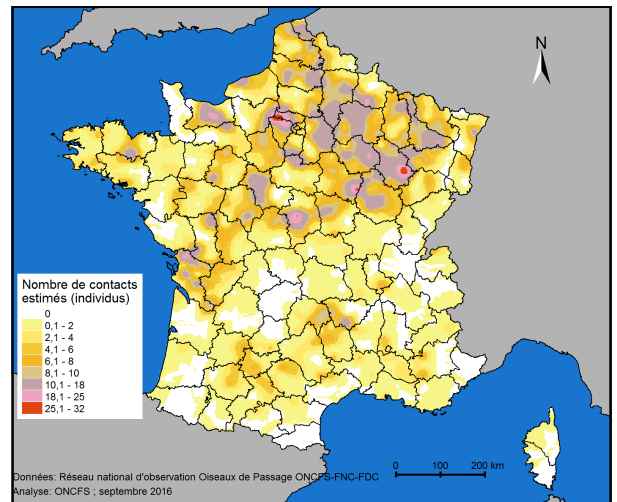 N
Nombre de contacts
estimés (individus)
0
0,1 - 2
2,1 - 4
4,1 - 6
6,1 - 8
8,1 - 10
10,1 - 18
18,1 - 25
25,1 - 32
Données: Réseau national d'observation Oiseaux de Passage ONCFS-FNC-FDC
0 100 200 km
Analyse: ONCFS ; septembre 2016